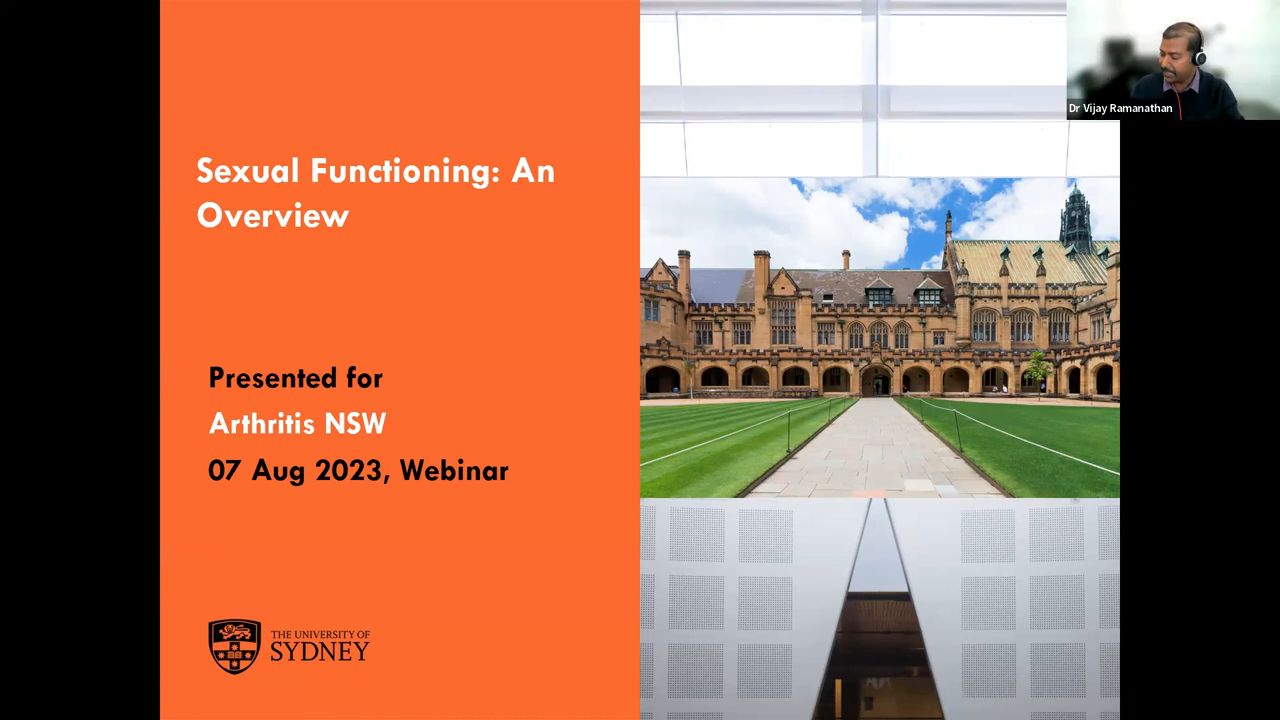 Sexual Functioning: An
Overview
Presented for
Arthritis NSW
07 Aug 2023, Webinar
THE UNIVERSITY OF
SYDNEY
Dr Vijay Ramanathan